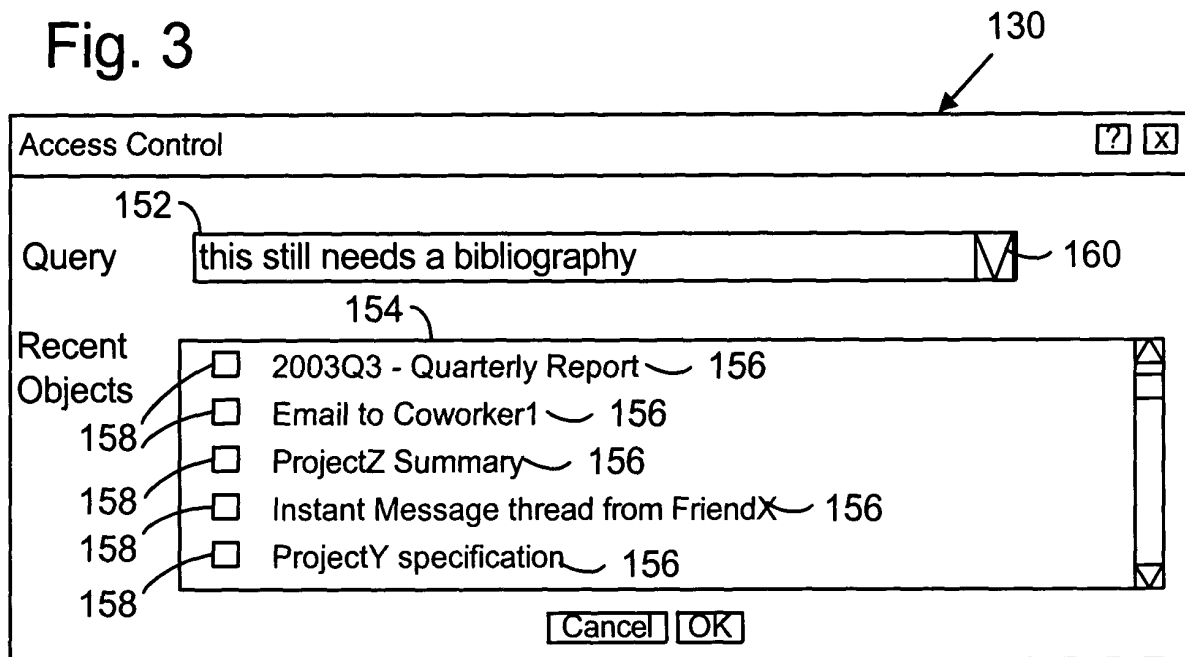 Fig. 3
130
Access Control ? X
152
Query this still needs a bibliography 160
154
Recent Objects
2003Q3 - Quarterly Report 156
158 Email to Coworker1 156
158 ProjectZ Summary 156
158 Instant Message thread from FriendX 156
158 ProjectY specification 156
158
Cancel OK